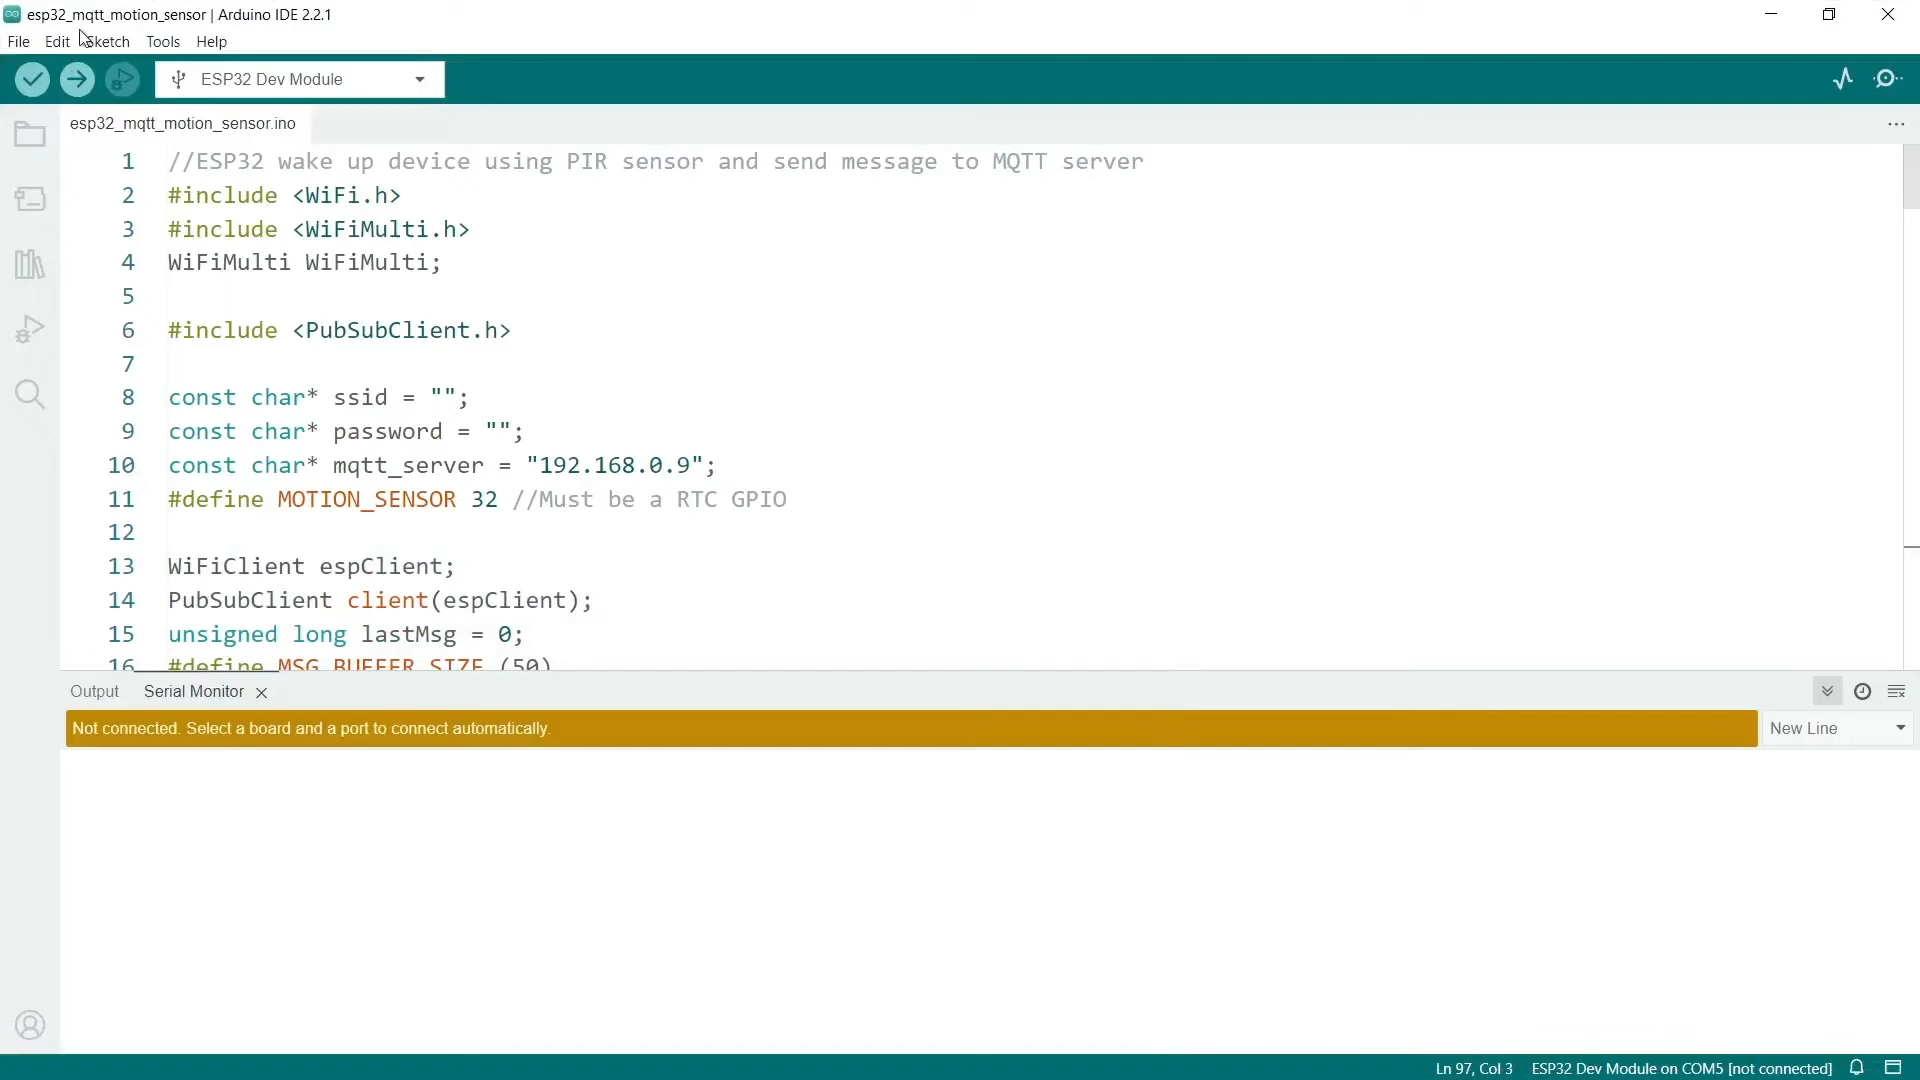 esp32_mqtt_motion_sensor | Arduino IDE 2.2.1
File Edit Sketch Tools Help
ESP32 Dev Module
esp32_mqtt_motion_sensor.ino
1 //ESP32 wake up device using PIR sensor and send message to MQTT server
2 #include <WiFi.h>
3 #include <WiFiMulti.h>
4 WiFiMulti WiFiMulti;
5
6 #include <PubSubClient.h>
7
8 const char* ssid = "";
9 const char* password = "";
10 const char* mqtt_server = "192.168.0.9";
11 #define MOTION_SENSOR 32 //Must be a RTC GPIO
12
13 WiFiClient espClient;
14 PubSubClient client(espClient);
15 unsigned long lastMsg = 0;
16 #define MSG_BUFFER_SIZE (50)
Output Serial Monitor
Not connected. Select a board and a port to connect automatically.
New Line
Ln 97, Col 3 ESP32 Dev Module on COM5 [not connected]